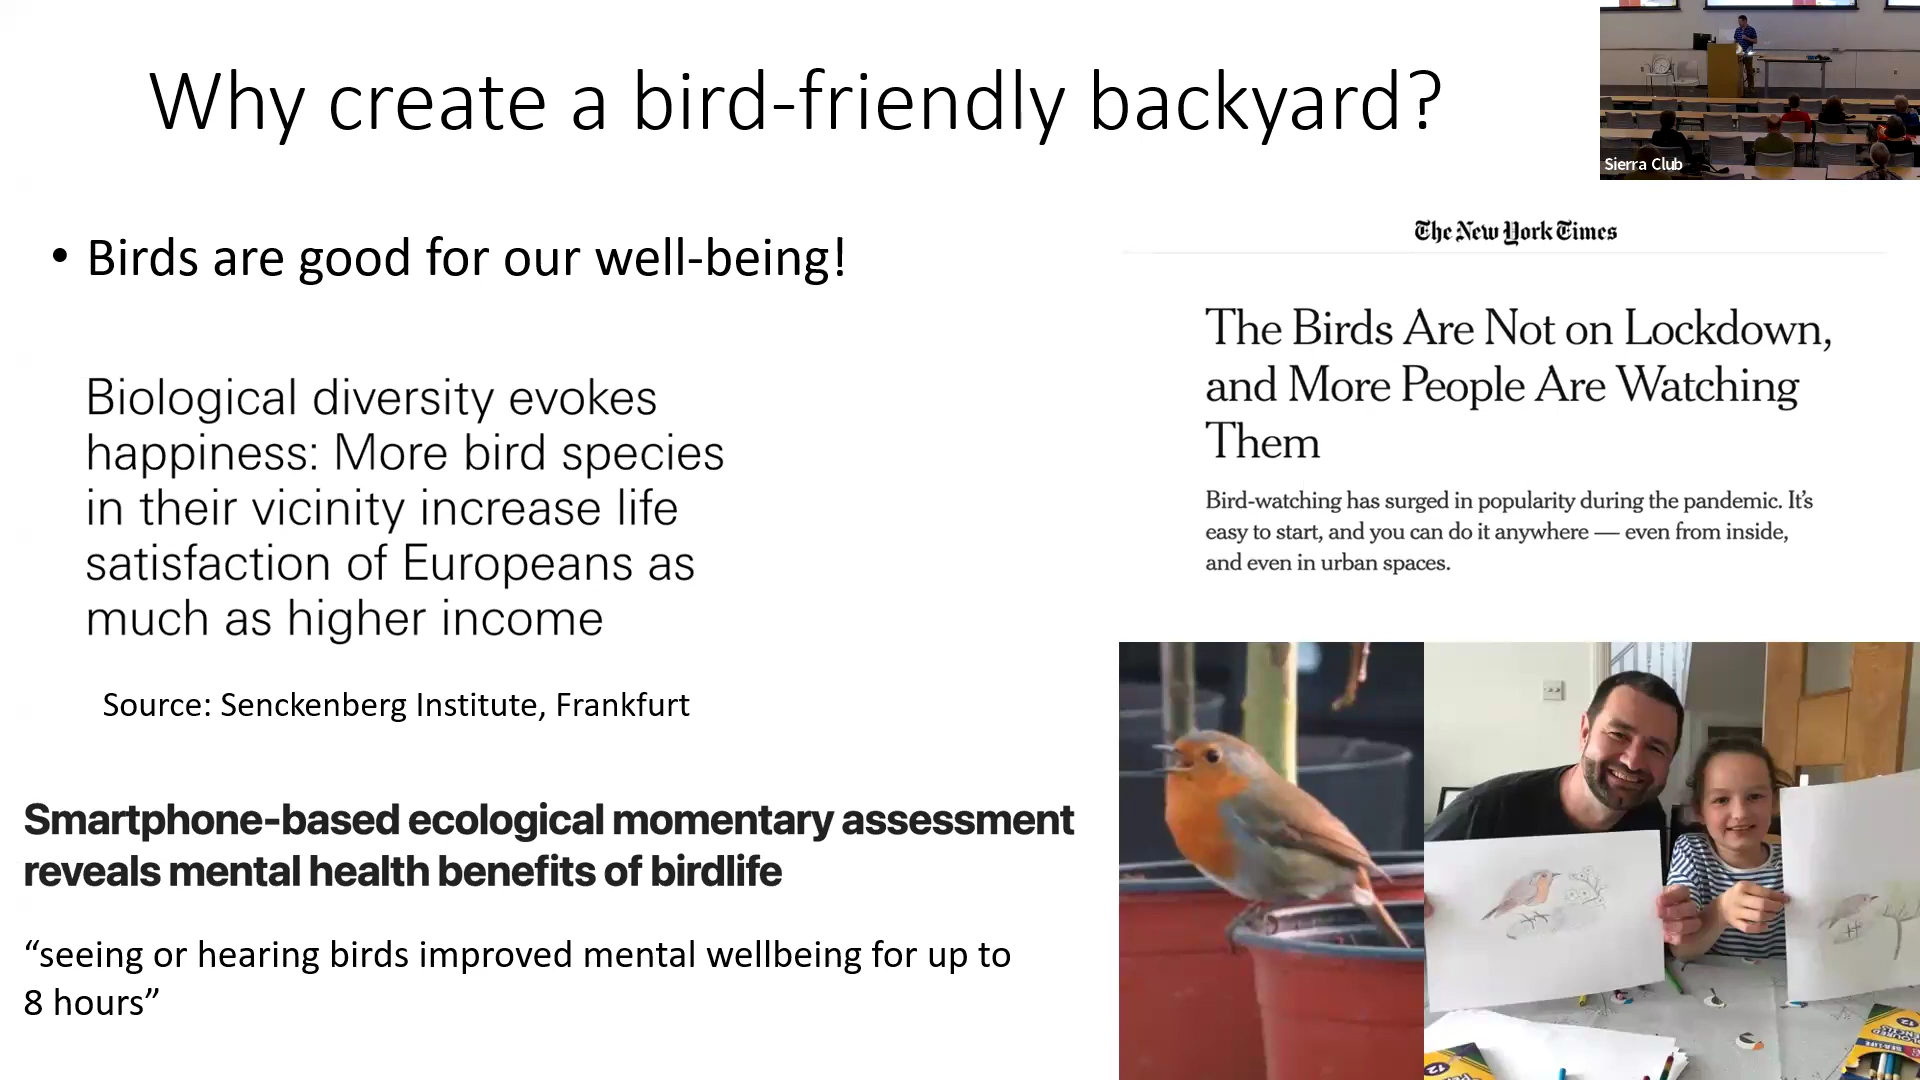 Why create a bird-friendly backyard?
Sierra Club
• Birds are good for our well-being!
Biological diversity evokes
happiness: More bird species
in their vicinity increase life
satisfaction of Europeans as
much as higher income
Source: Senckenberg Institute, Frankfurt
Smartphone-based ecological momentary assessment
reveals mental health benefits of birdlife
“seeing or hearing birds improved mental wellbeing for up to
8 hours”
The New York Times
The Birds Are Not on Lockdown,
and More People Are Watching
Them
Bird-watching has surged in popularity during the pandemic. It’s
easy to start, and you can do it anywhere — even from inside,
and even in urban spaces.
12
12